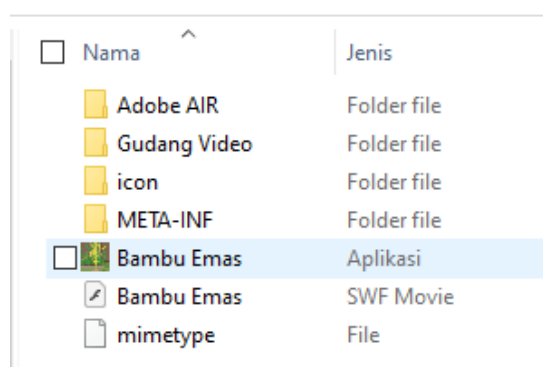 Nama Jenis
Adobe AIR Folder file
Gudang Video Folder file
icon Folder file
META-INF Folder file
Bambu Emas Aplikasi
Bambu Emas SWF Movie
mimetype File